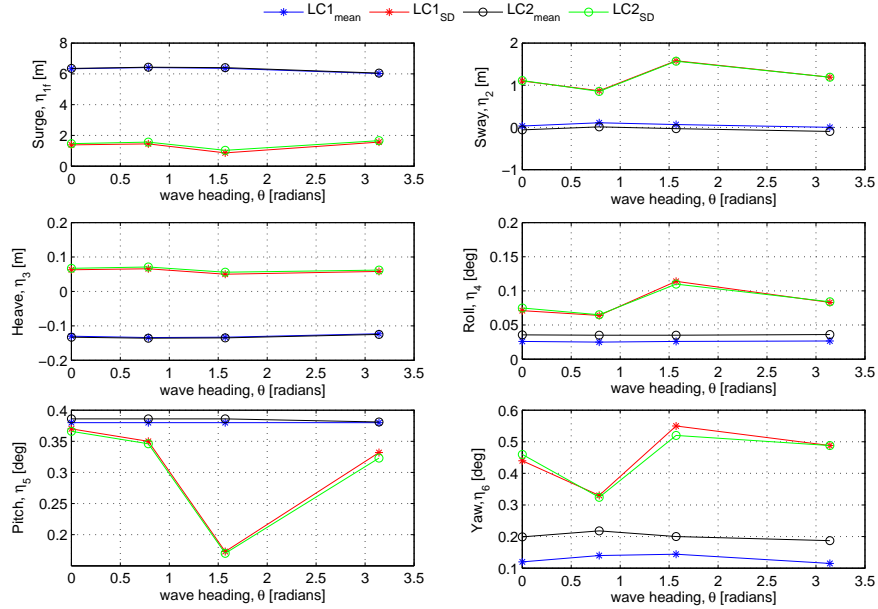 LC1mean LC1SD LC2mean LC2SD
Surge, η1f [m]
8
6
4
2
0
0 0.5 1 1.5 2 2.5 3 3.5
wave heading, θ [radians]
Sway, η2 [m]
2
1
0
−1
0 0.5 1 1.5 2 2.5 3 3.5
wave heading, θ [radians]
Heave, η3 [m]
0.2
0.1
0
−0.1
−0.2
0 0.5 1 1.5 2 2.5 3 3.5
wave heading, θ [radians]
Roll, η4 [deg]
0.2
0.15
0.1
0.05
0
0 0.5 1 1.5 2 2.5 3 3.5
wave heading, θ [radians]
Pitch, η5 [deg]
0.4
0.35
0.3
0.25
0.2
0 0.5 1 1.5 2 2.5 3 3.5
wave heading, θ [radians]
Yaw, η6 [deg]
0.6
0.5
0.4
0.3
0.2
0.1
0 0.5 1 1.5 2 2.5 3 3.5
wave heading, θ [radians]